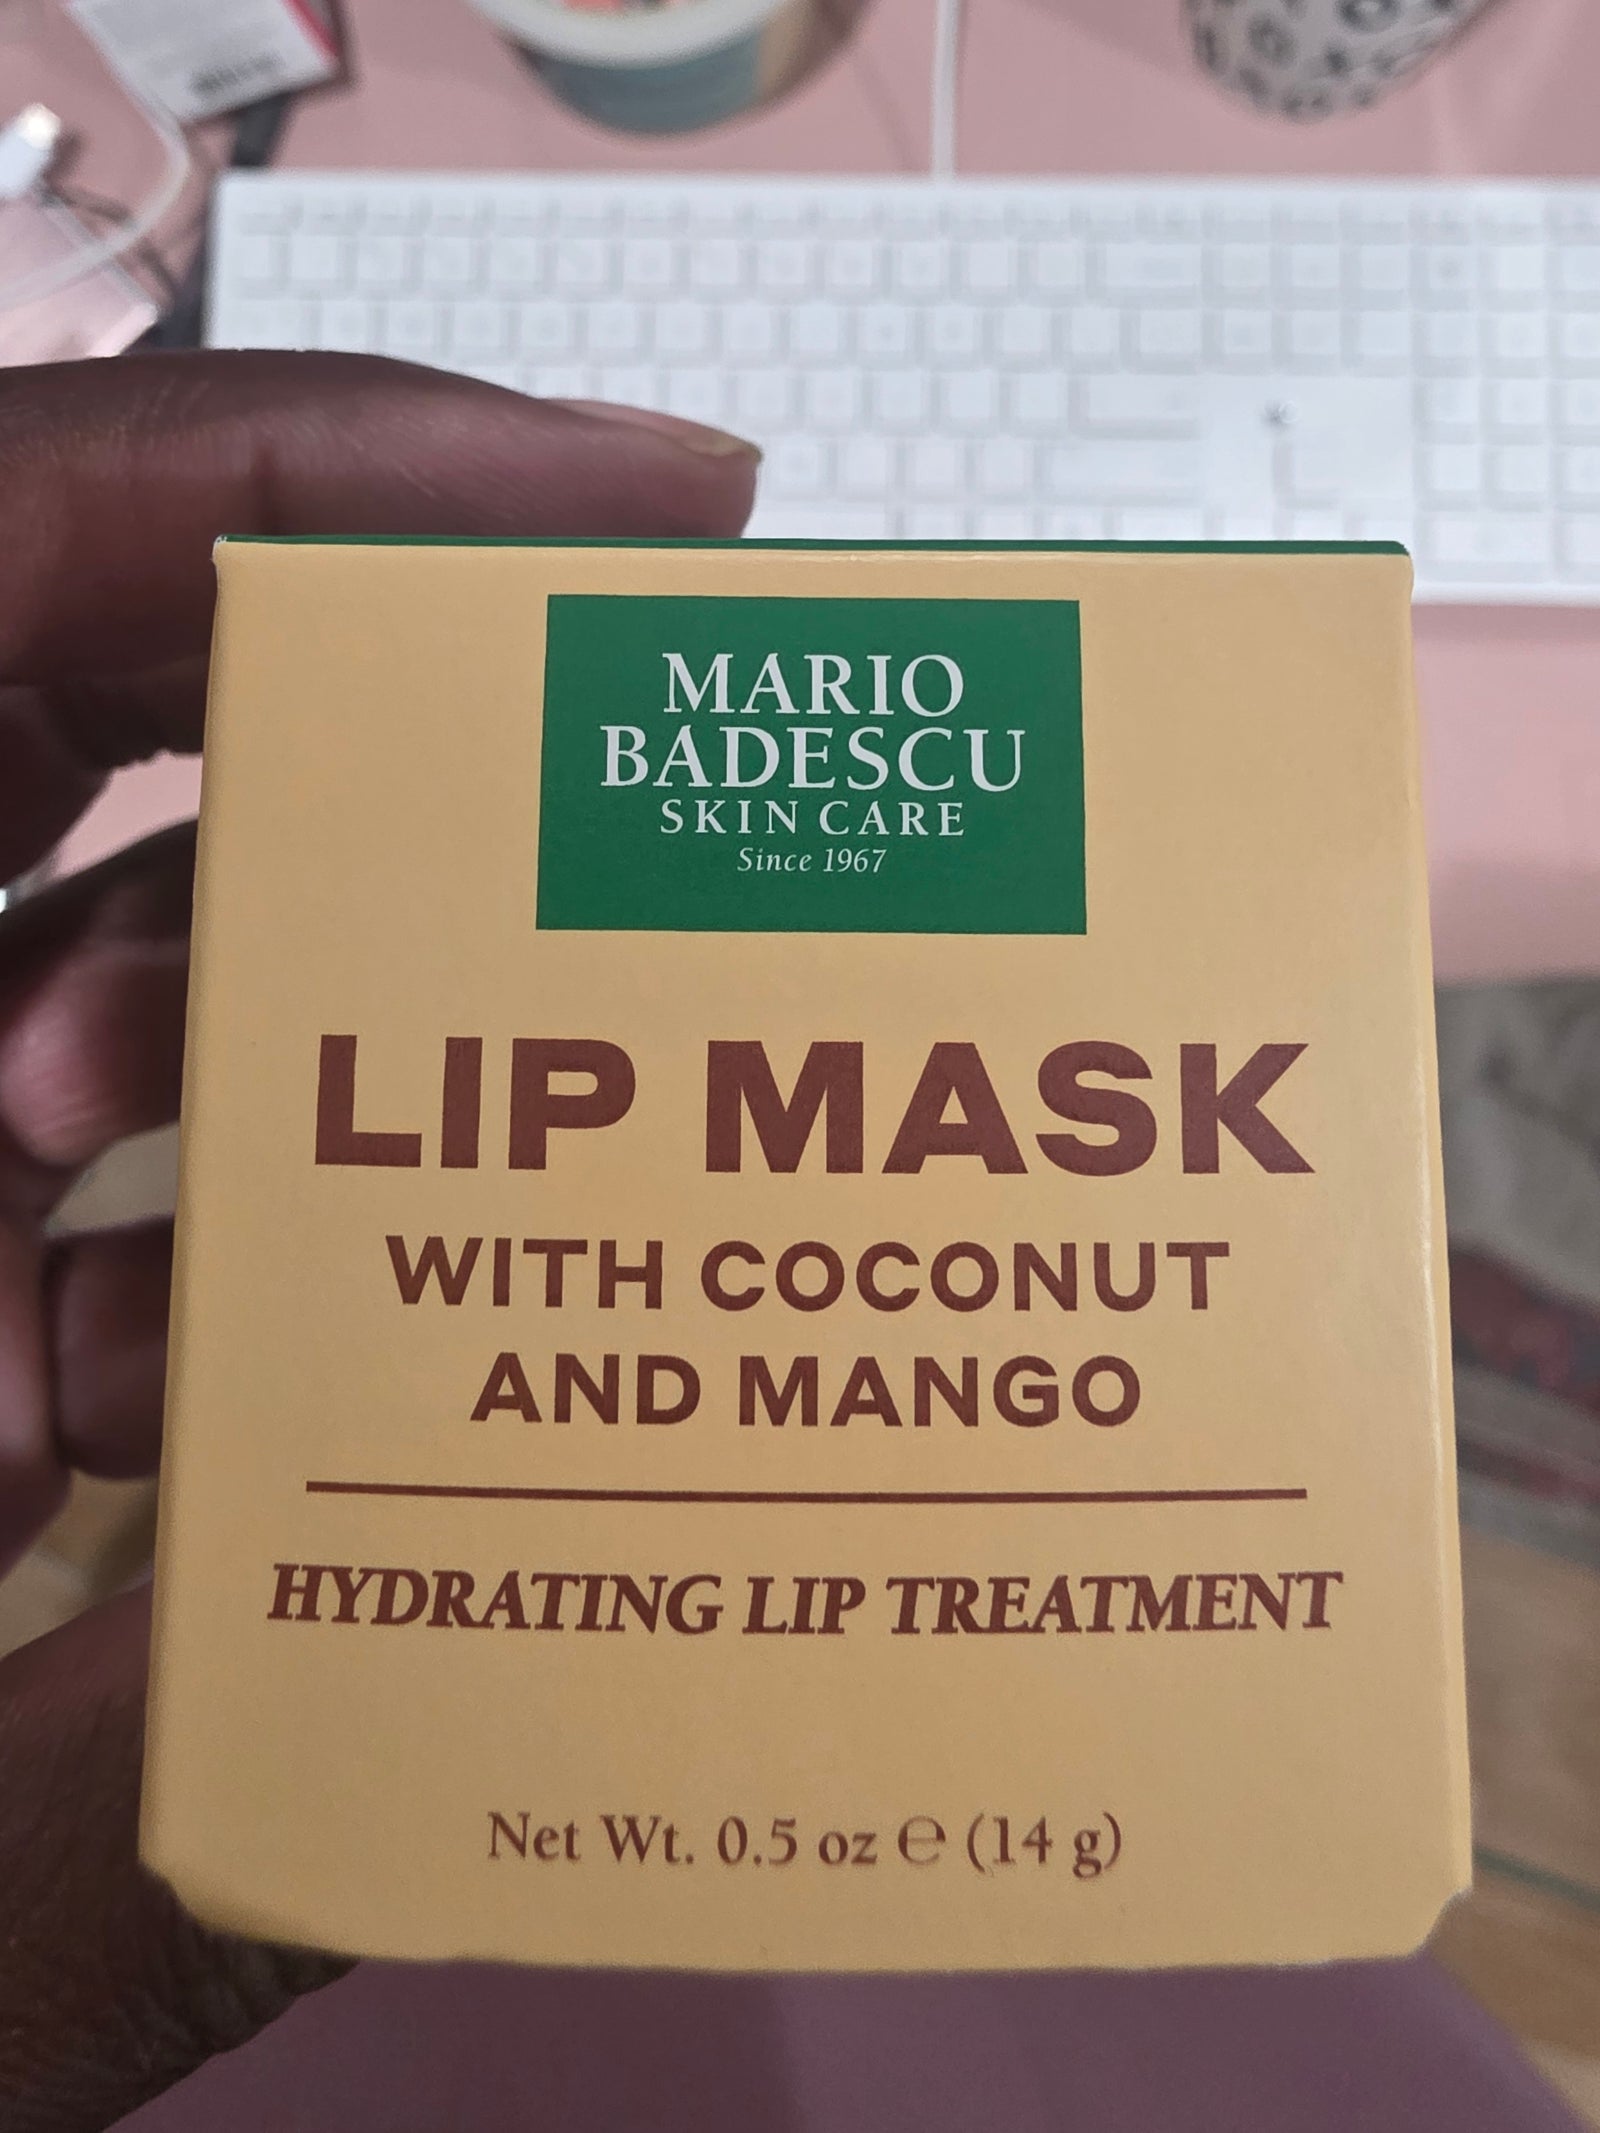 MARIO
BADESCU
SKIN CARE
Since 1967
LIP MASK
WITH COCONUT
AND MANGO
HYDRATING LIP TREATMENT
Net Wt. 0.5 oz ℮ (14 g)